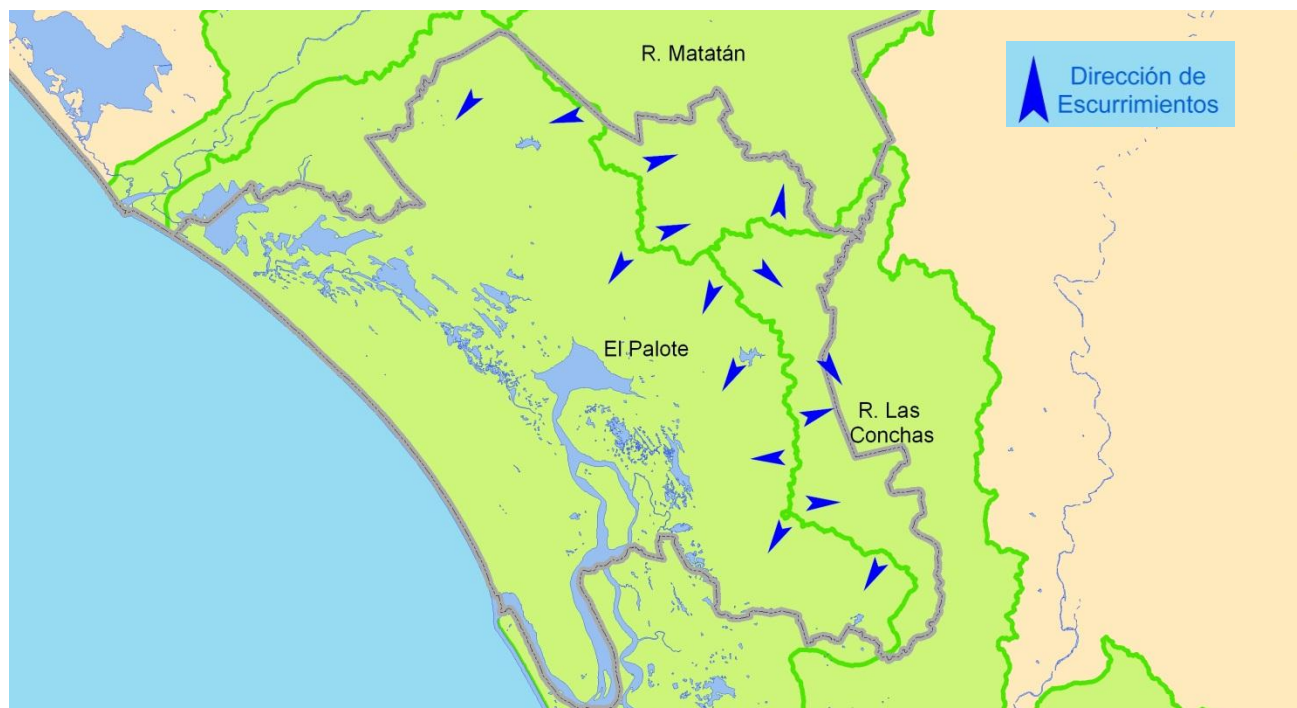 R. Matatán
Dirección de
Escurrimientos
El Palote
R. Las
Conchas